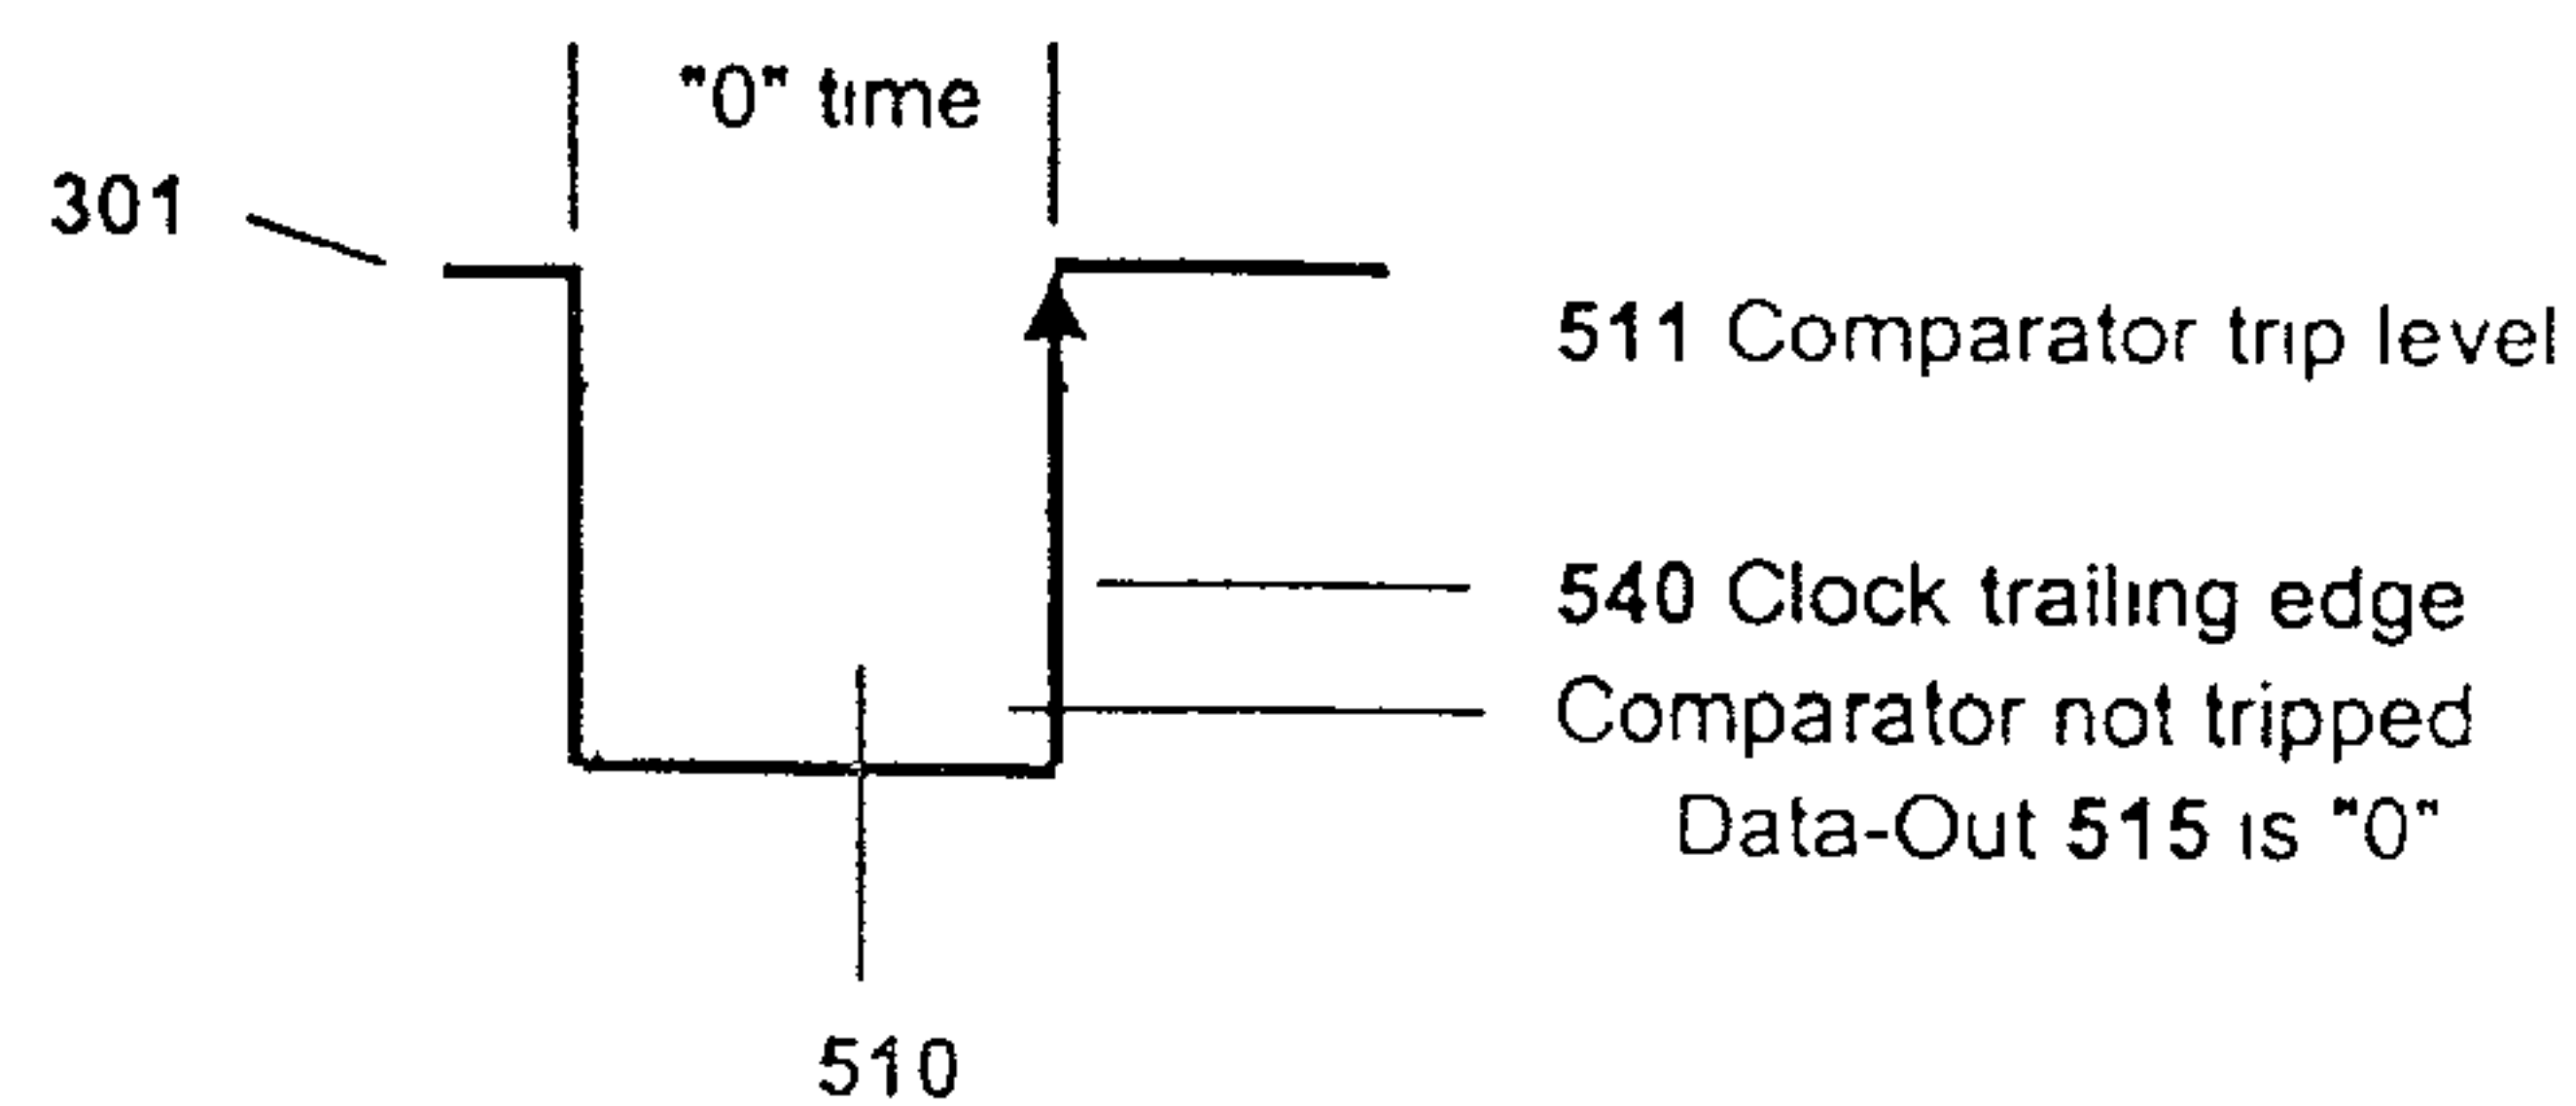 "0" time
301
511 Comparator trip level
540 Clock trailing edge
Comparator not tripped
Data-Out 515 is "0"
510